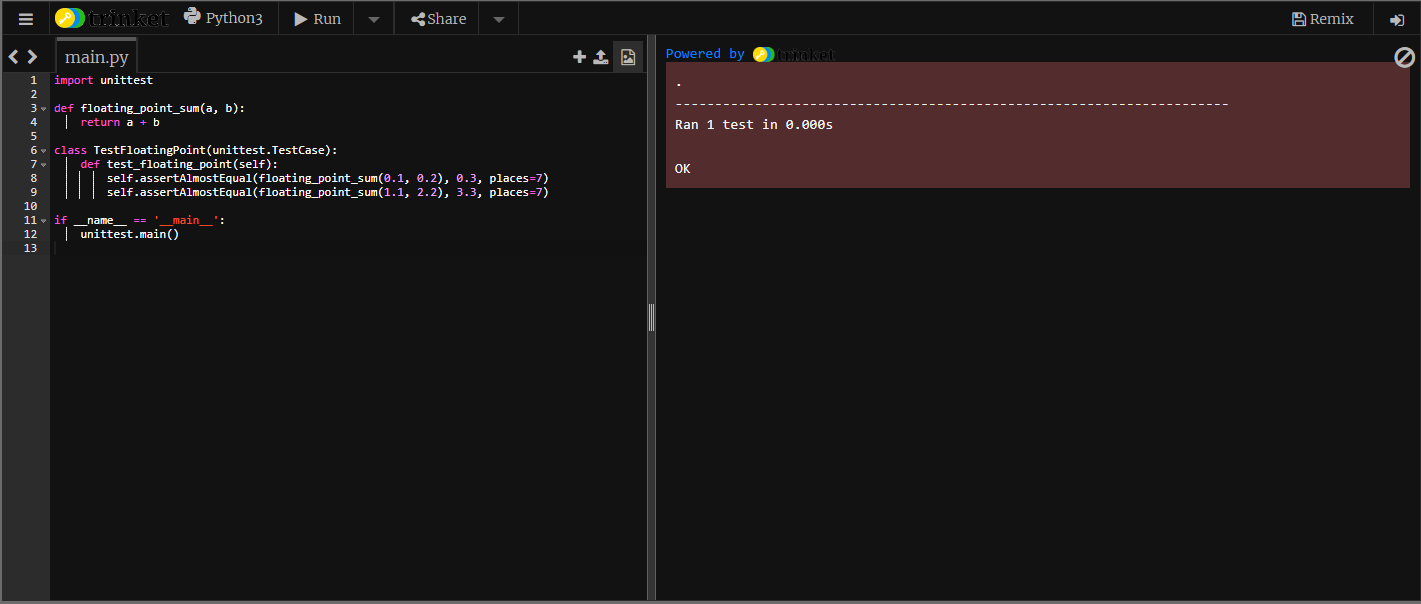 trinket Python3 Run Share Remix
main.py
1 import unittest
2
3 def floating_point_sum(a, b):
4     return a + b
5
6 class TestFloatingPoint(unittest.TestCase):
7     def test_floating_point(self):
8         self.assertAlmostEqual(floating_point_sum(0.1, 0.2), 0.3, places=7)
9         self.assertAlmostEqual(floating_point_sum(1.1, 2.2), 3.3, places=7)
10
11 if __name__ == '__main__':
12     unittest.main()
13
Powered by trinket
.
----------------------------------------------------------------------
Ran 1 test in 0.000s
OK